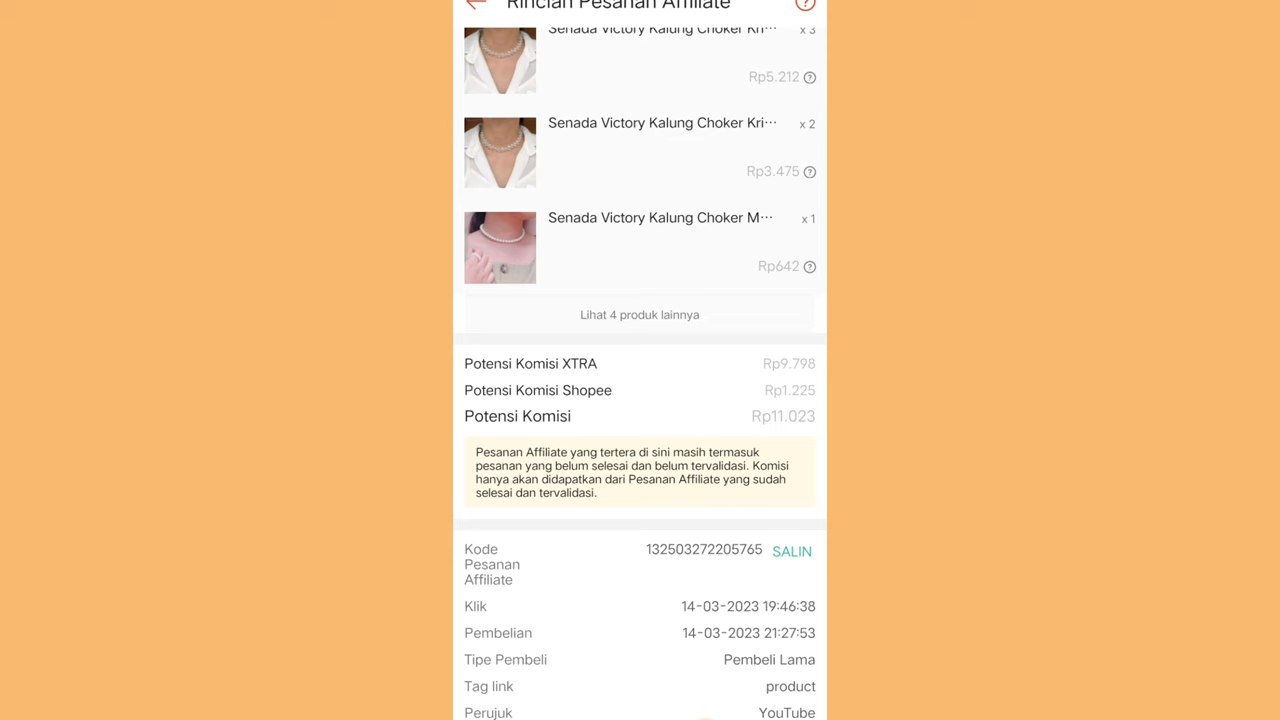 Rincian Pesanan Affiliate
Senada Victory Kalung Choker Kri··· x 3
Rp5.212
Senada Victory Kalung Choker Kri··· x 2
Rp3.475
Senada Victory Kalung Choker M··· x 1
Rp642
Lihat 4 produk lainnya
Potensi Komisi XTRA Rp9.798
Potensi Komisi Shopee Rp1.225
Potensi Komisi Rp11.023
Pesanan Affiliate yang tertera di sini masih termasuk
pesanan yang belum selesai dan belum tervalidasi. Komisi
hanya akan didapatkan dari Pesanan Affiliate yang sudah
selesai dan tervalidasi.
Kode 132503272205765 SALIN
Pesanan
Affiliate
Klik 14-03-2023 19:46:38
Pembelian 14-03-2023 21:27:53
Tipe Pembeli Pembeli Lama
Tag link product
Perujuk YouTube